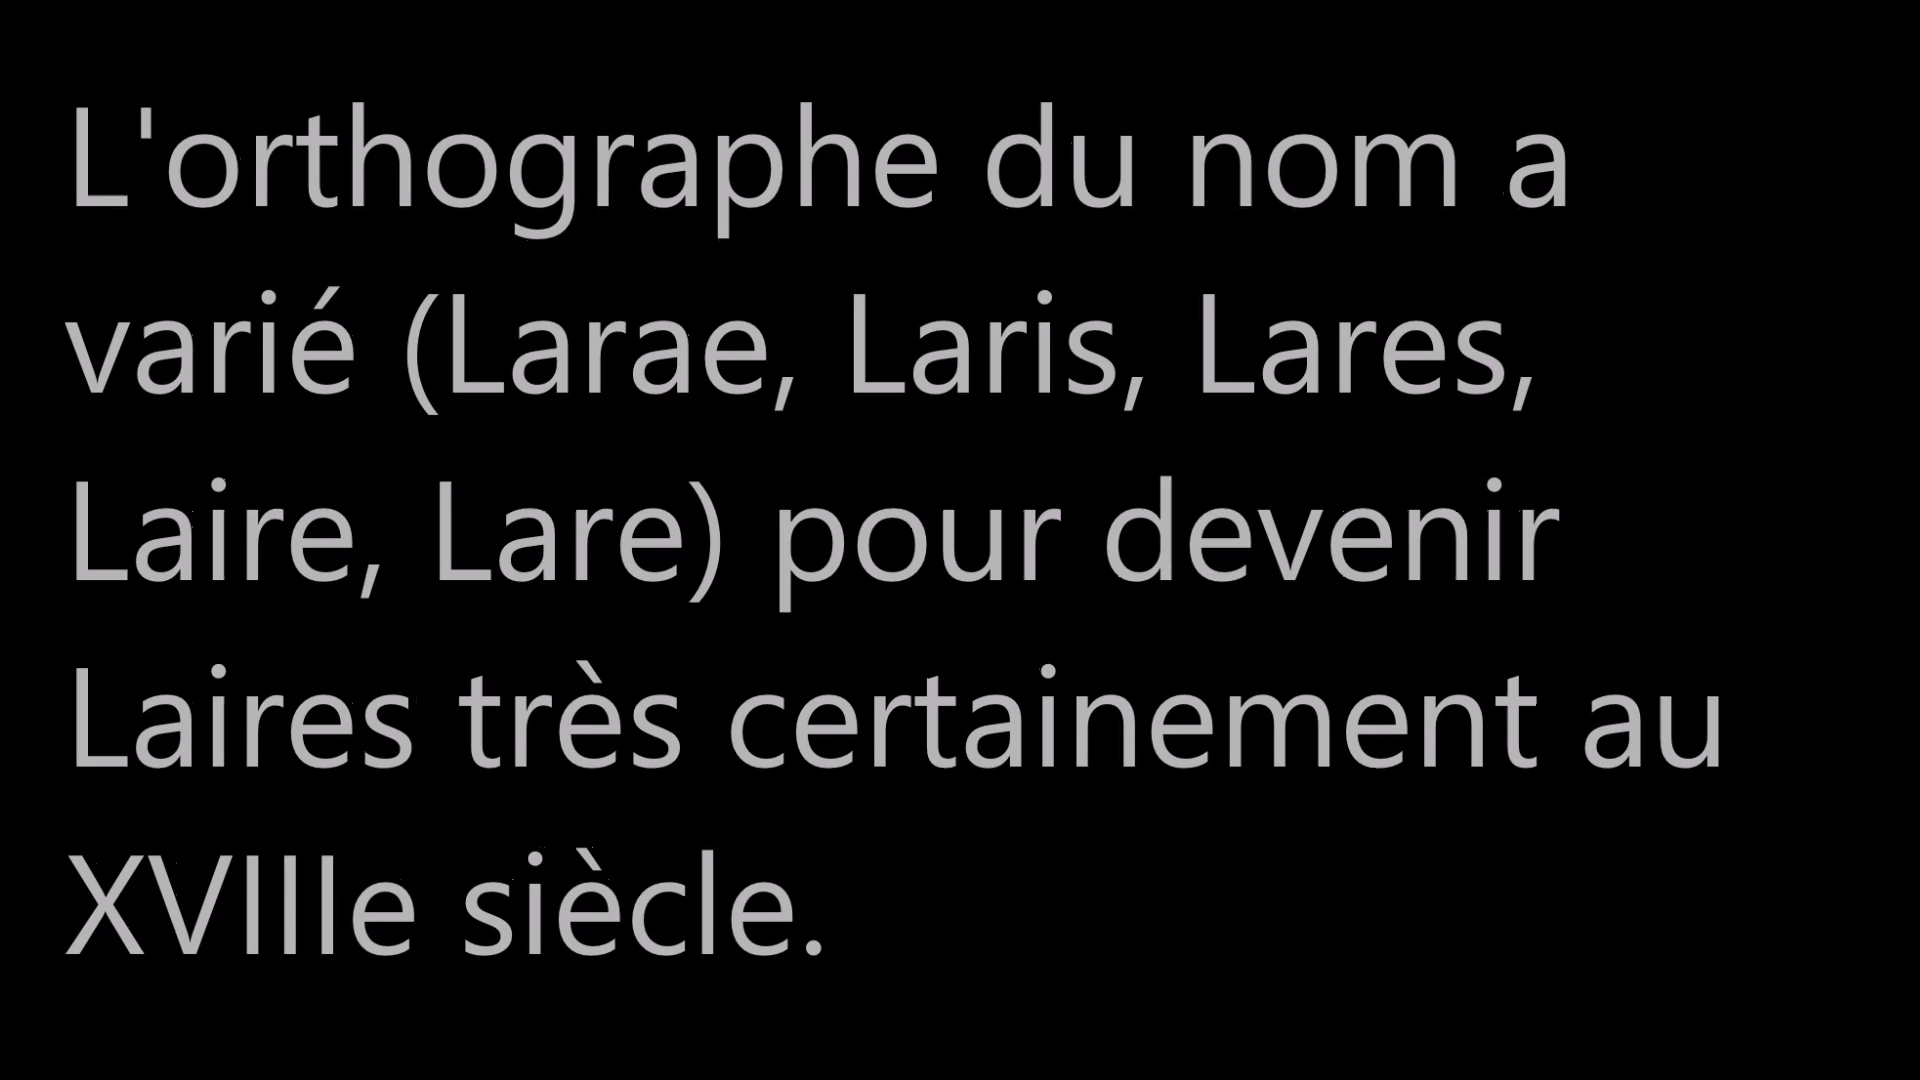 L'orthographe du nom a
varié (Larae, Laris, Lares,
Laire, Lare) pour devenir
Laires très certainement au
XVIIIe siècle.